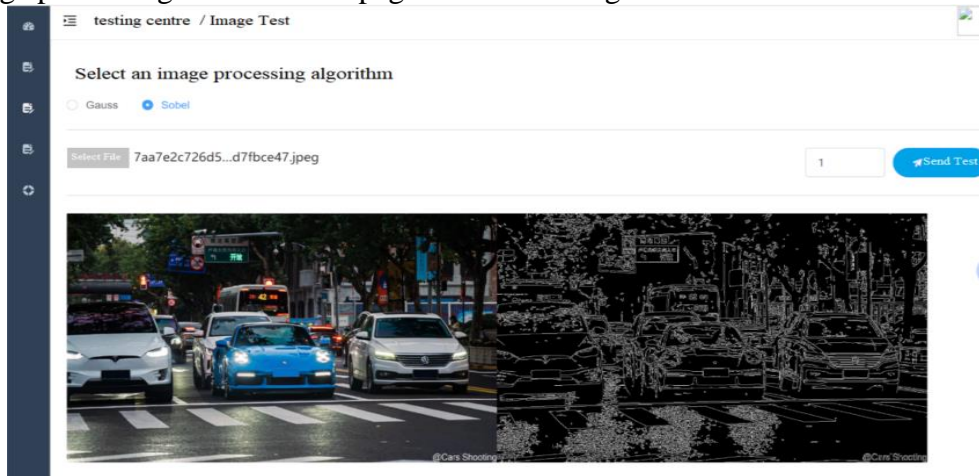 testing centre / Image Test
Select an image processing algorithm
Gauss Sobel
Select File 7aa7e2c726d5...d7fbce47.jpeg 1 Send Test
42
@Cars Shooting @Cars Shooting